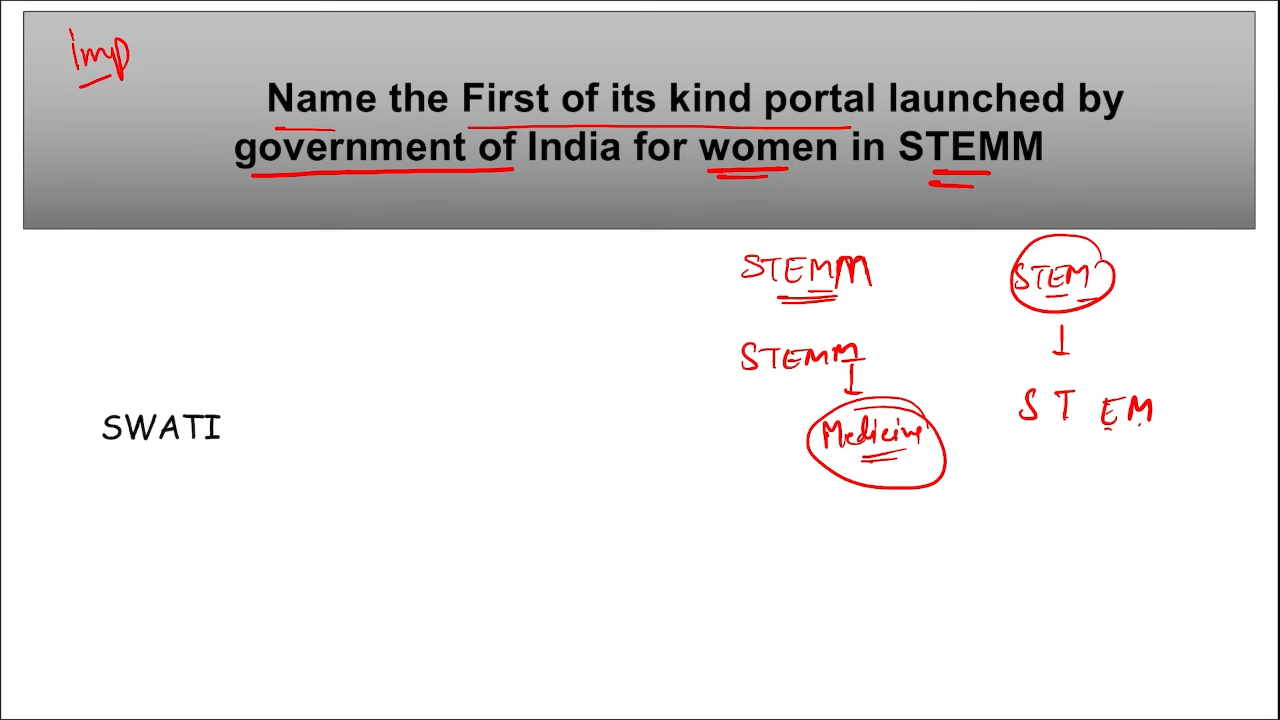 imp
Name the First of its kind portal launched by
government of India for women in STEMM
STEMM
STEM
STEMM
S T EM
Medicine
SWATI